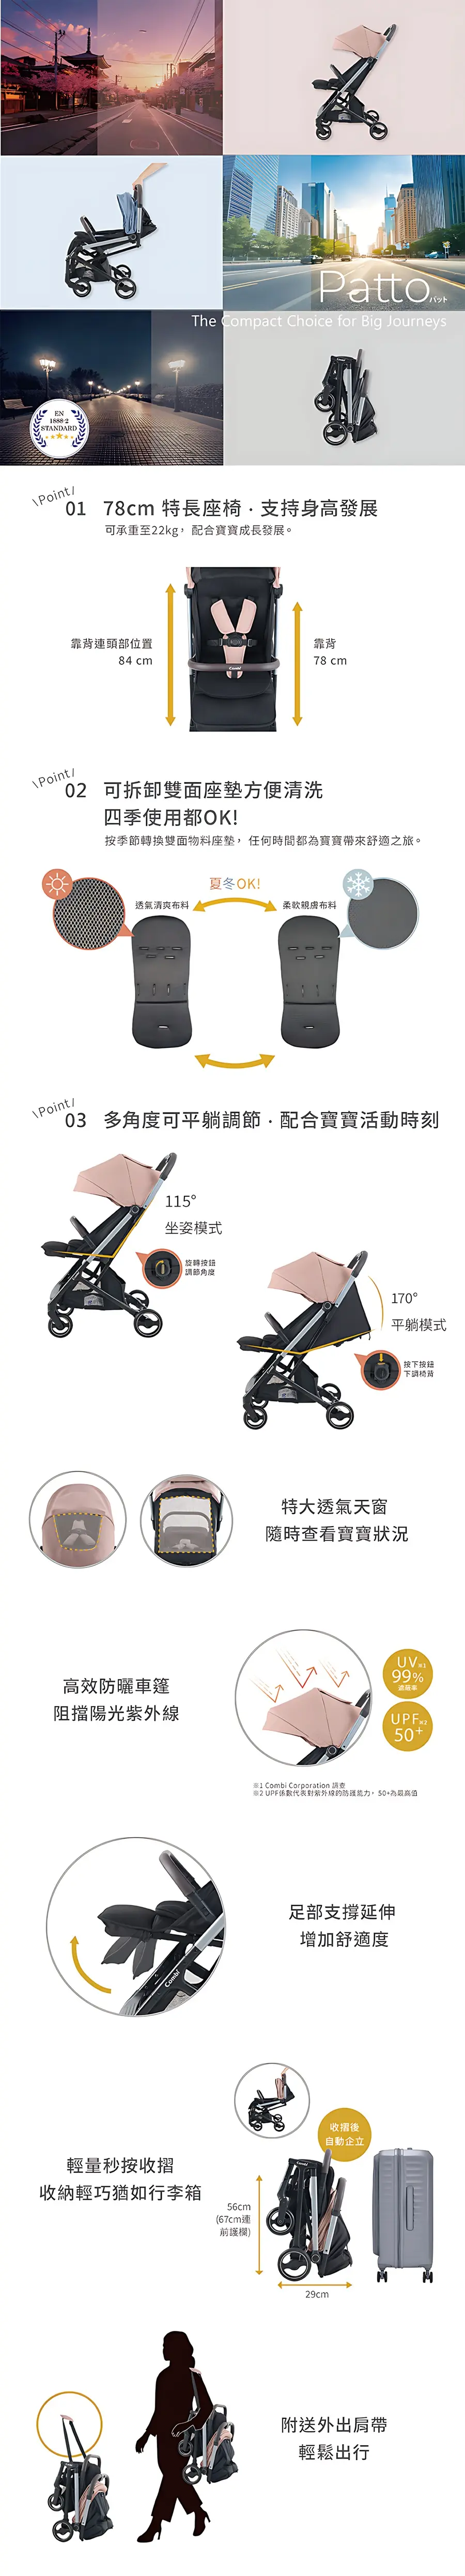 Patto パット
The Compact Choice for Big Journeys
EN
1888-2
STANDARD
\Point/
01 78cm 特長座椅 · 支持身高發展
可承重至22kg，配合寶寶成長發展。
靠背連頭部位置
84 cm
靠背
78 cm
Combi
\Point/
02 可拆卸雙面座墊方便清洗
四季使用都OK!
按季節轉換雙面物料座墊，任何時間都為寶寶帶來舒適之旅。
夏冬OK!
透氣清爽布料
柔軟親膚布料
\Point/
03 多角度可平躺調節 · 配合寶寶活動時刻
115°
坐姿模式
旋轉按鈕
調節角度
170°
平躺模式
按下按鈕
下調椅背
特大透氣天窗
隨時查看寶寶狀況
高效防曬車篷
阻擋陽光紫外線
UV※1
99%
遮蔽率
UPF※2
50+
※1 Combi Corporation 調查
※2 UPF係數代表對紫外線的防護能力，50+為最高值
足部支撐延伸
增加舒適度
Combi
輕量秒按收摺
收納輕巧猶如行李箱
收摺後
自動企立
56cm
(67cm連
前護欄)
29cm
附送外出肩帶
輕鬆出行